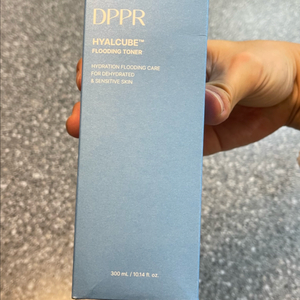 DPPR
HYALCUBE™
FLOODING TONER
HYDRATION FLOODING CARE
FOR DEHYDRATED
& SENSITIVE SKIN
300 mL / 10.14 fl. oz.